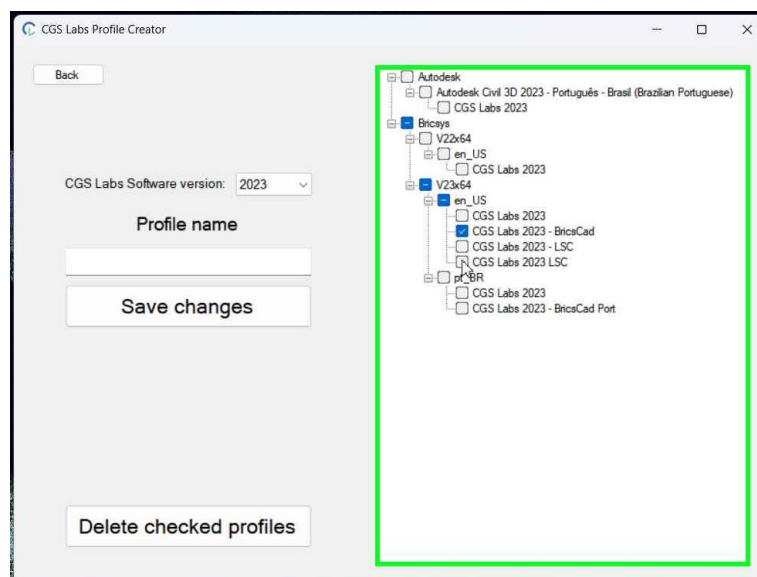 CGS Labs Profile Creator
Back
CGS Labs Software version: 2023
Profile name
Save changes
Delete checked profiles
Autodesk
Autodesk Civil 3D 2023 - Português - Brasil (Brazilian Portuguese)
CGS Labs 2023
Bricsys
V22x64
en_US
CGS Labs 2023
V23x64
en_US
CGS Labs 2023
CGS Labs 2023 - BricsCad
CGS Labs 2023 - LSC
CGS Labs 2023 LSC
pt_BR
CGS Labs 2023
CGS Labs 2023 - BricsCad Port